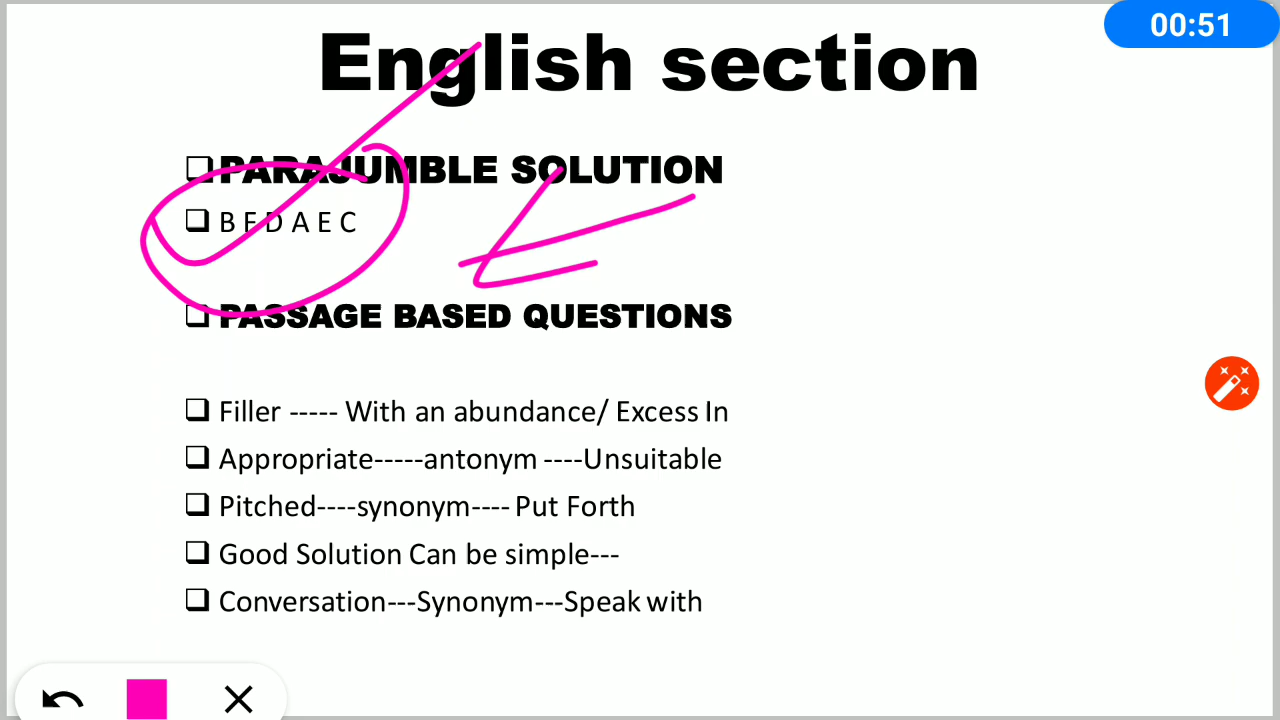 00:51
English section
PARAJUMBLE SOLUTION
B F D A E C
PASSAGE BASED QUESTIONS
Filler ----- With an abundance/ Excess In
Appropriate-----antonym ----Unsuitable
Pitched----synonym---- Put Forth
Good Solution Can be simple---
Conversation---Synonym---Speak with